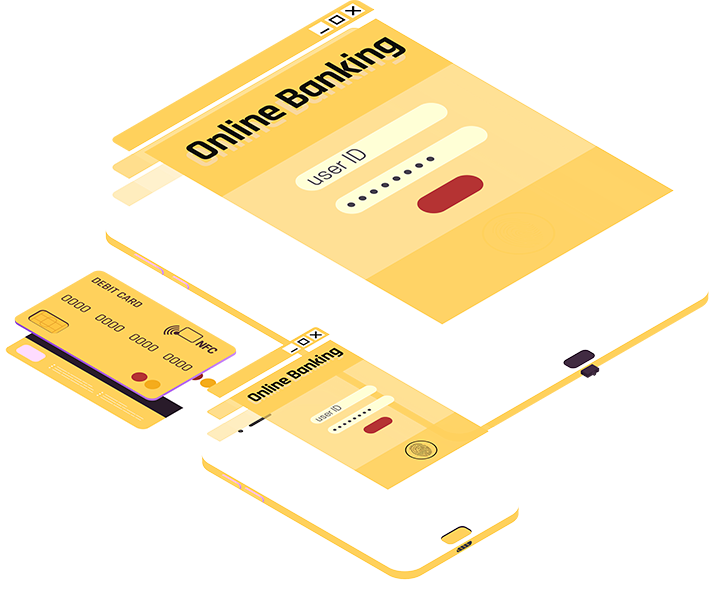 Online Banking
user ID
DEBIT CARD
0000 0000 0000 0000
NFC
Online Banking
user ID